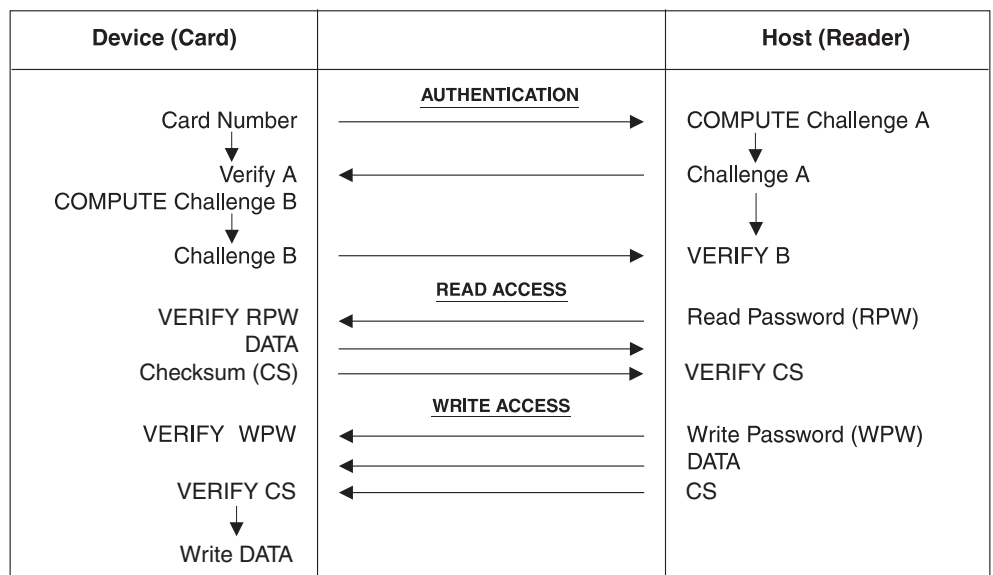 Device (Card) Host (Reader)
AUTHENTICATION
Card Number COMPUTE Challenge A
Verify A Challenge A
COMPUTE Challenge B
Challenge B VERIFY B
READ ACCESS
VERIFY RPW Read Password (RPW)
DATA
Checksum (CS) VERIFY CS
WRITE ACCESS
VERIFY WPW Write Password (WPW)
DATA
VERIFY CS CS
Write DATA